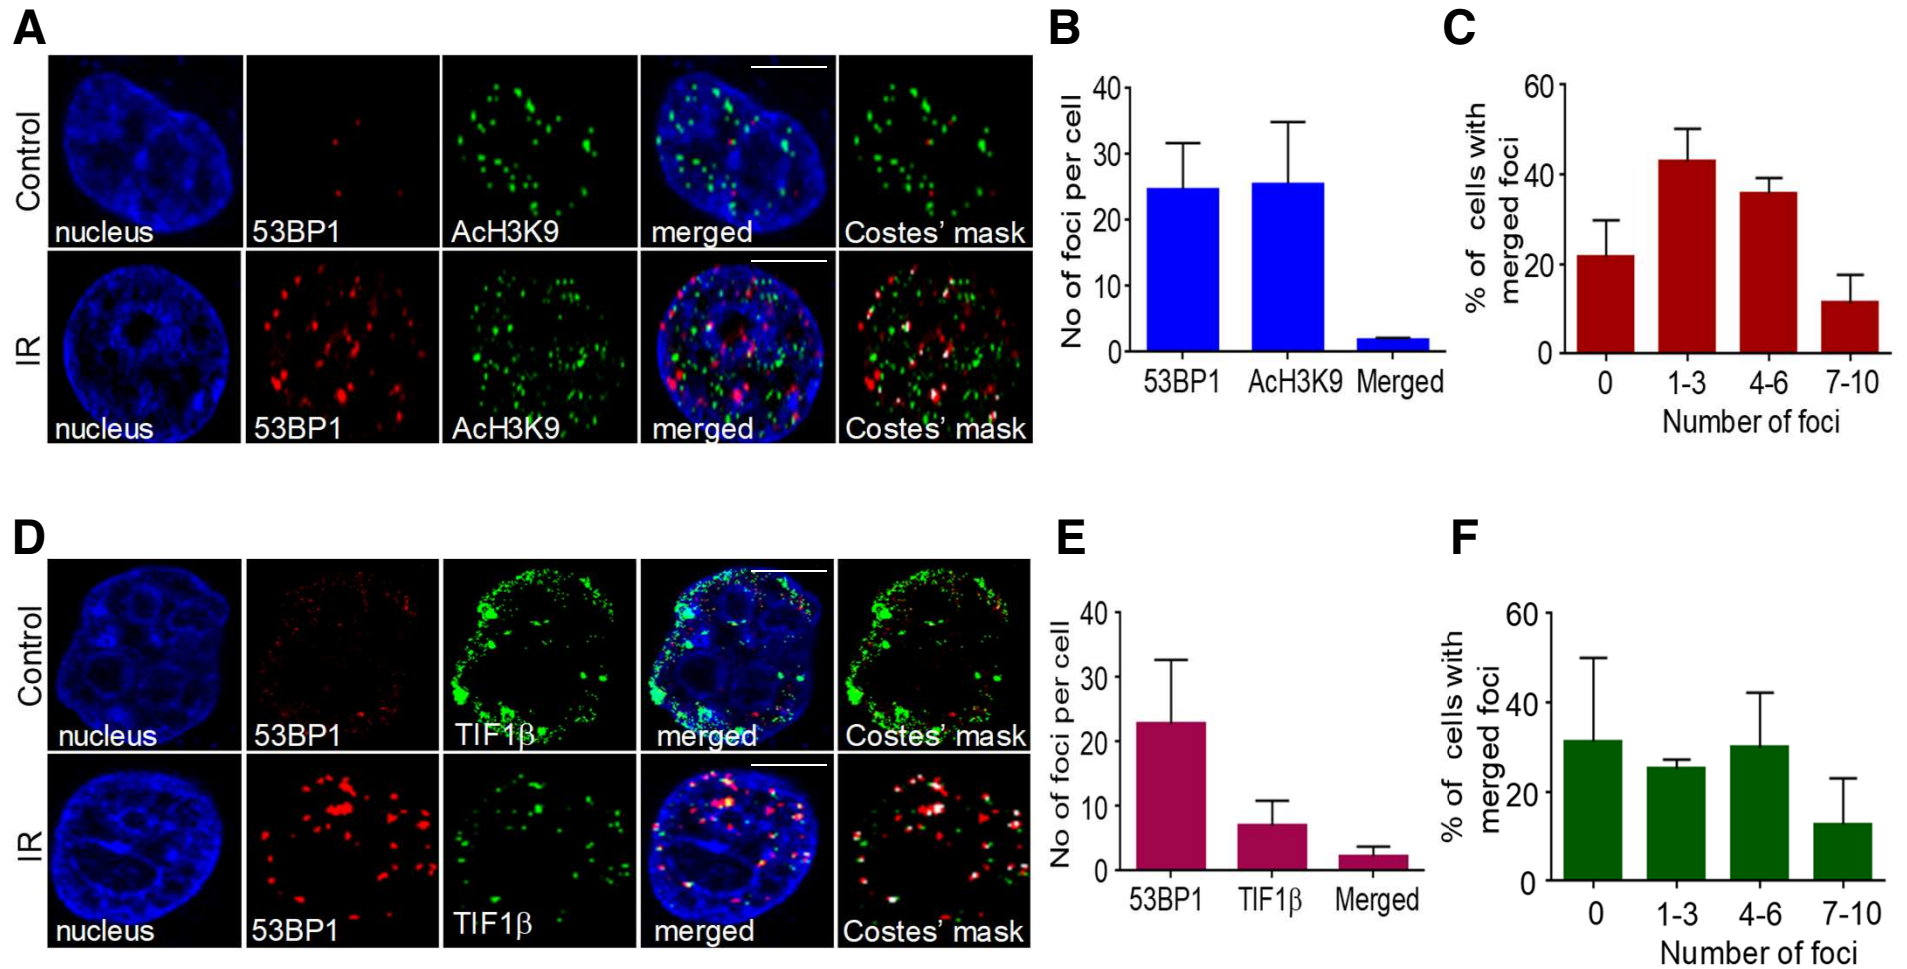 A
Control
nucleus
53BP1
AcH3K9
merged
Costes’ mask
IR
nucleus
53BP1
AcH3K9
merged
Costes’ mask
B
No of foci per cell
40
30
20
10
0
53BP1 AcH3K9 Merged
C
% of cells with
merged foci
60
40
20
0
0 1-3 4-6 7-10
Number of foci
D
Control
nucleus
53BP1
TIF1β
merged
Costes’ mask
IR
nucleus
53BP1
TIF1β
merged
Costes’ mask
E
No of foci per cell
40
30
20
10
0
53BP1 TIF1β Merged
F
% of cells with
merged foci
60
40
20
0
0 1-3 4-6 7-10
Number of foci